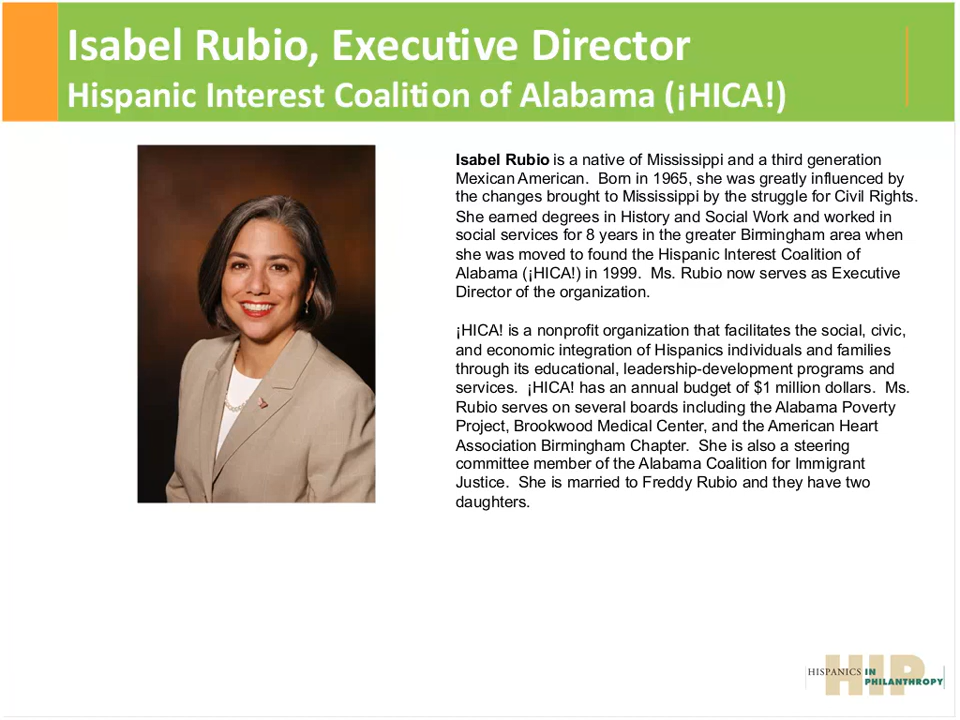 Isabel Rubio, Executive Director
Hispanic Interest Coalition of Alabama (¡HICA!)
Isabel Rubio is a native of Mississippi and a third generation
Mexican American.  Born in 1965, she was greatly influenced by
the changes brought to Mississippi by the struggle for Civil Rights.
She earned degrees in History and Social Work and worked in
social services for 8 years in the greater Birmingham area when
she was moved to found the Hispanic Interest Coalition of
Alabama (¡HICA!) in 1999.  Ms. Rubio now serves as Executive
Director of the organization.
¡HICA! is a nonprofit organization that facilitates the social, civic,
and economic integration of Hispanics individuals and families
through its educational, leadership-development programs and
services.  ¡HICA! has an annual budget of $1 million dollars.  Ms.
Rubio serves on several boards including the Alabama Poverty
Project, Brookwood Medical Center, and the American Heart
Association Birmingham Chapter.  She is also a steering
committee member of the Alabama Coalition for Immigrant
Justice.  She is married to Freddy Rubio and they have two
daughters.
HIP
HISPANICS IN
PHILANTHROPY